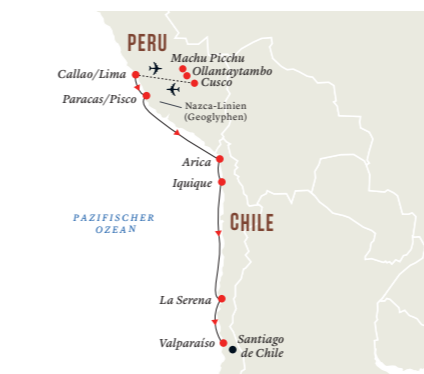 PERU
Machu Picchu
Ollantaytambo
Callao/Lima
Cusco
Paracas/Pisco
Nazca-Linien
(Geoglyphen)
Arica
Iquique
PAZIFISCHER
OZEAN
CHILE
La Serena
Valparaíso
Santiago
de Chile